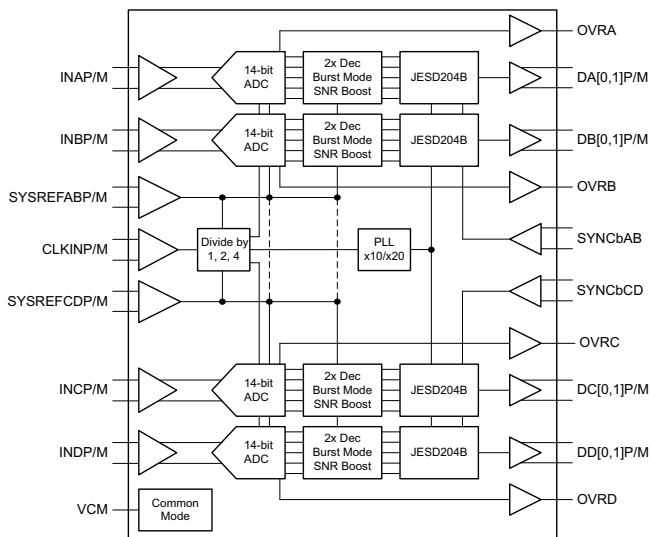 OVRA
INAP/M
14-bit
ADC
2x Dec
Burst Mode
SNR Boost
JESD204B
DA[0,1]P/M
INBP/M
14-bit
ADC
2x Dec
Burst Mode
SNR Boost
JESD204B
DB[0,1]P/M
SYSREFABP/M
OVRB
CLKINP/M
Divide by
1, 2, 4
PLL
x10/x20
SYNCbAB
SYSREFCDP/M
SYNCbCD
OVRC
INCP/M
14-bit
ADC
2x Dec
Burst Mode
SNR Boost
JESD204B
DC[0,1]P/M
INDP/M
14-bit
ADC
2x Dec
Burst Mode
SNR Boost
JESD204B
DD[0,1]P/M
VCM
Common
Mode
OVRD